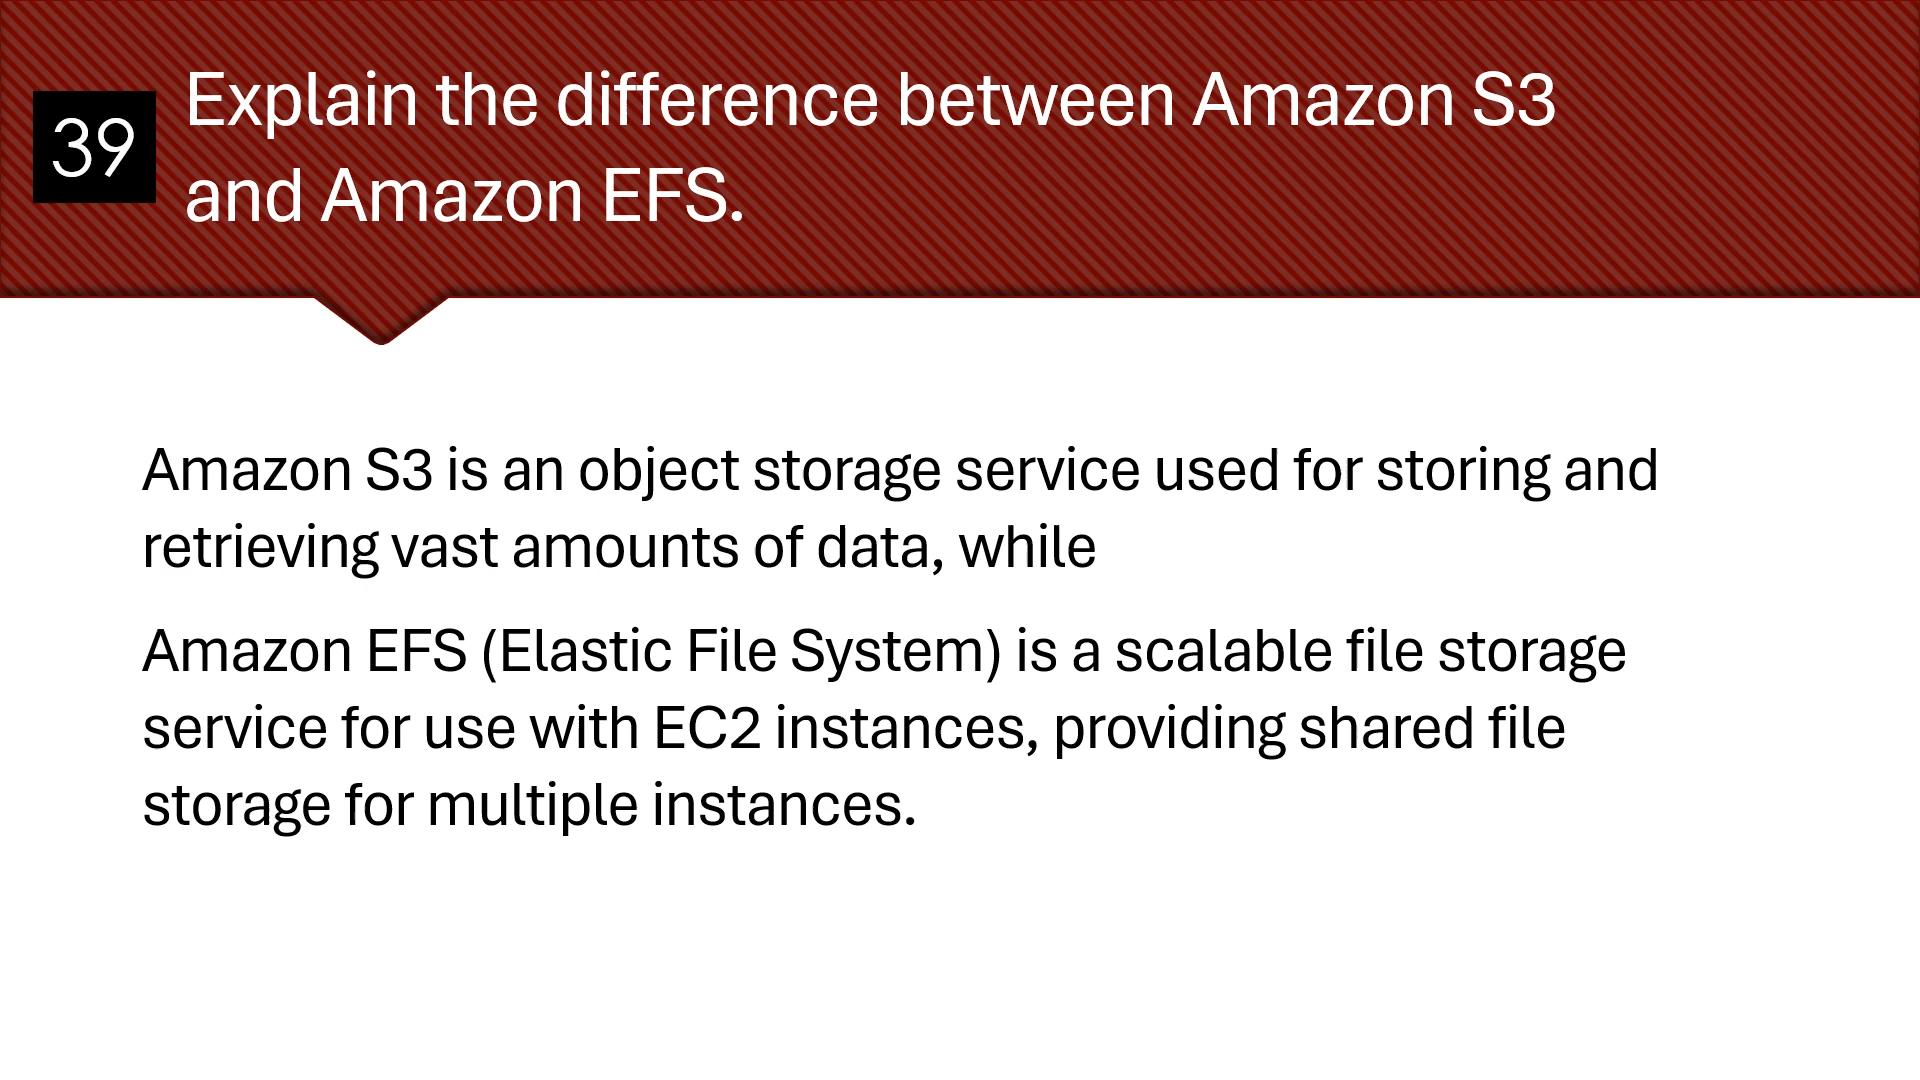 39
Explain the difference between Amazon S3
and Amazon EFS.
Amazon S3 is an object storage service used for storing and
retrieving vast amounts of data, while
Amazon EFS (Elastic File System) is a scalable file storage
service for use with EC2 instances, providing shared file
storage for multiple instances.